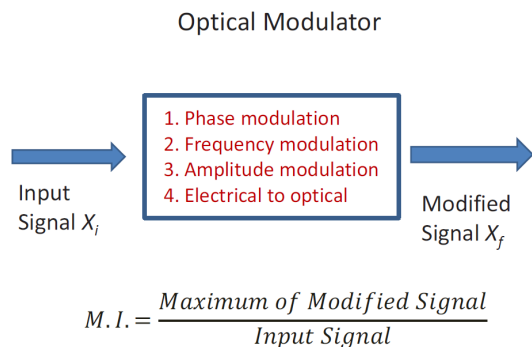 Optical Modulator
1. Phase modulation
2. Frequency modulation
3. Amplitude modulation
4. Electrical to optical
Input
Signal Xi
Modified
Signal Xf
M.I.= Maximum of Modified Signal
Input Signal